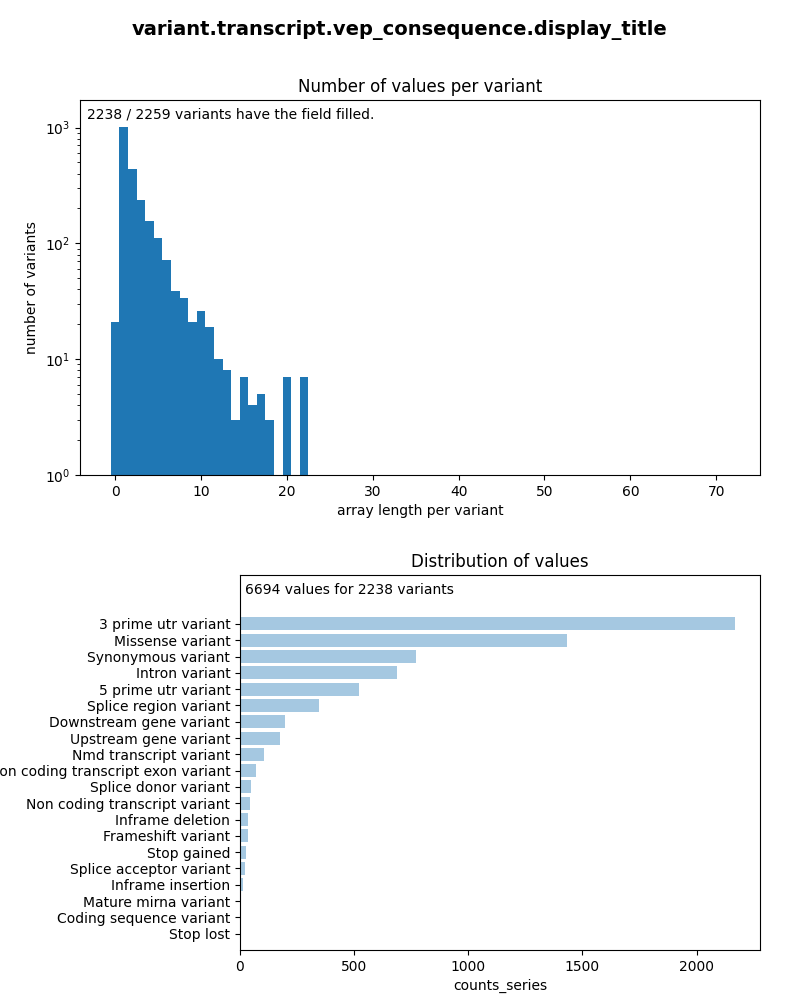 variant.transcript.vep_consequence.display_title
Number of values per variant
2238 / 2259 variants have the field filled.
10³
10²
10¹
10⁰
number of variants
0 10 20 30 40 50 60 70
array length per variant
Distribution of values
6694 values for 2238 variants
3 prime utr variant
Missense variant
Synonymous variant
Intron variant
5 prime utr variant
Splice region variant
Downstream gene variant
Upstream gene variant
Nmd transcript variant
on coding transcript exon variant
Splice donor variant
Non coding transcript variant
Inframe deletion
Frameshift variant
Stop gained
Splice acceptor variant
Inframe insertion
Mature mirna variant
Coding sequence variant
Stop lost
0 500 1000 1500 2000
counts_series